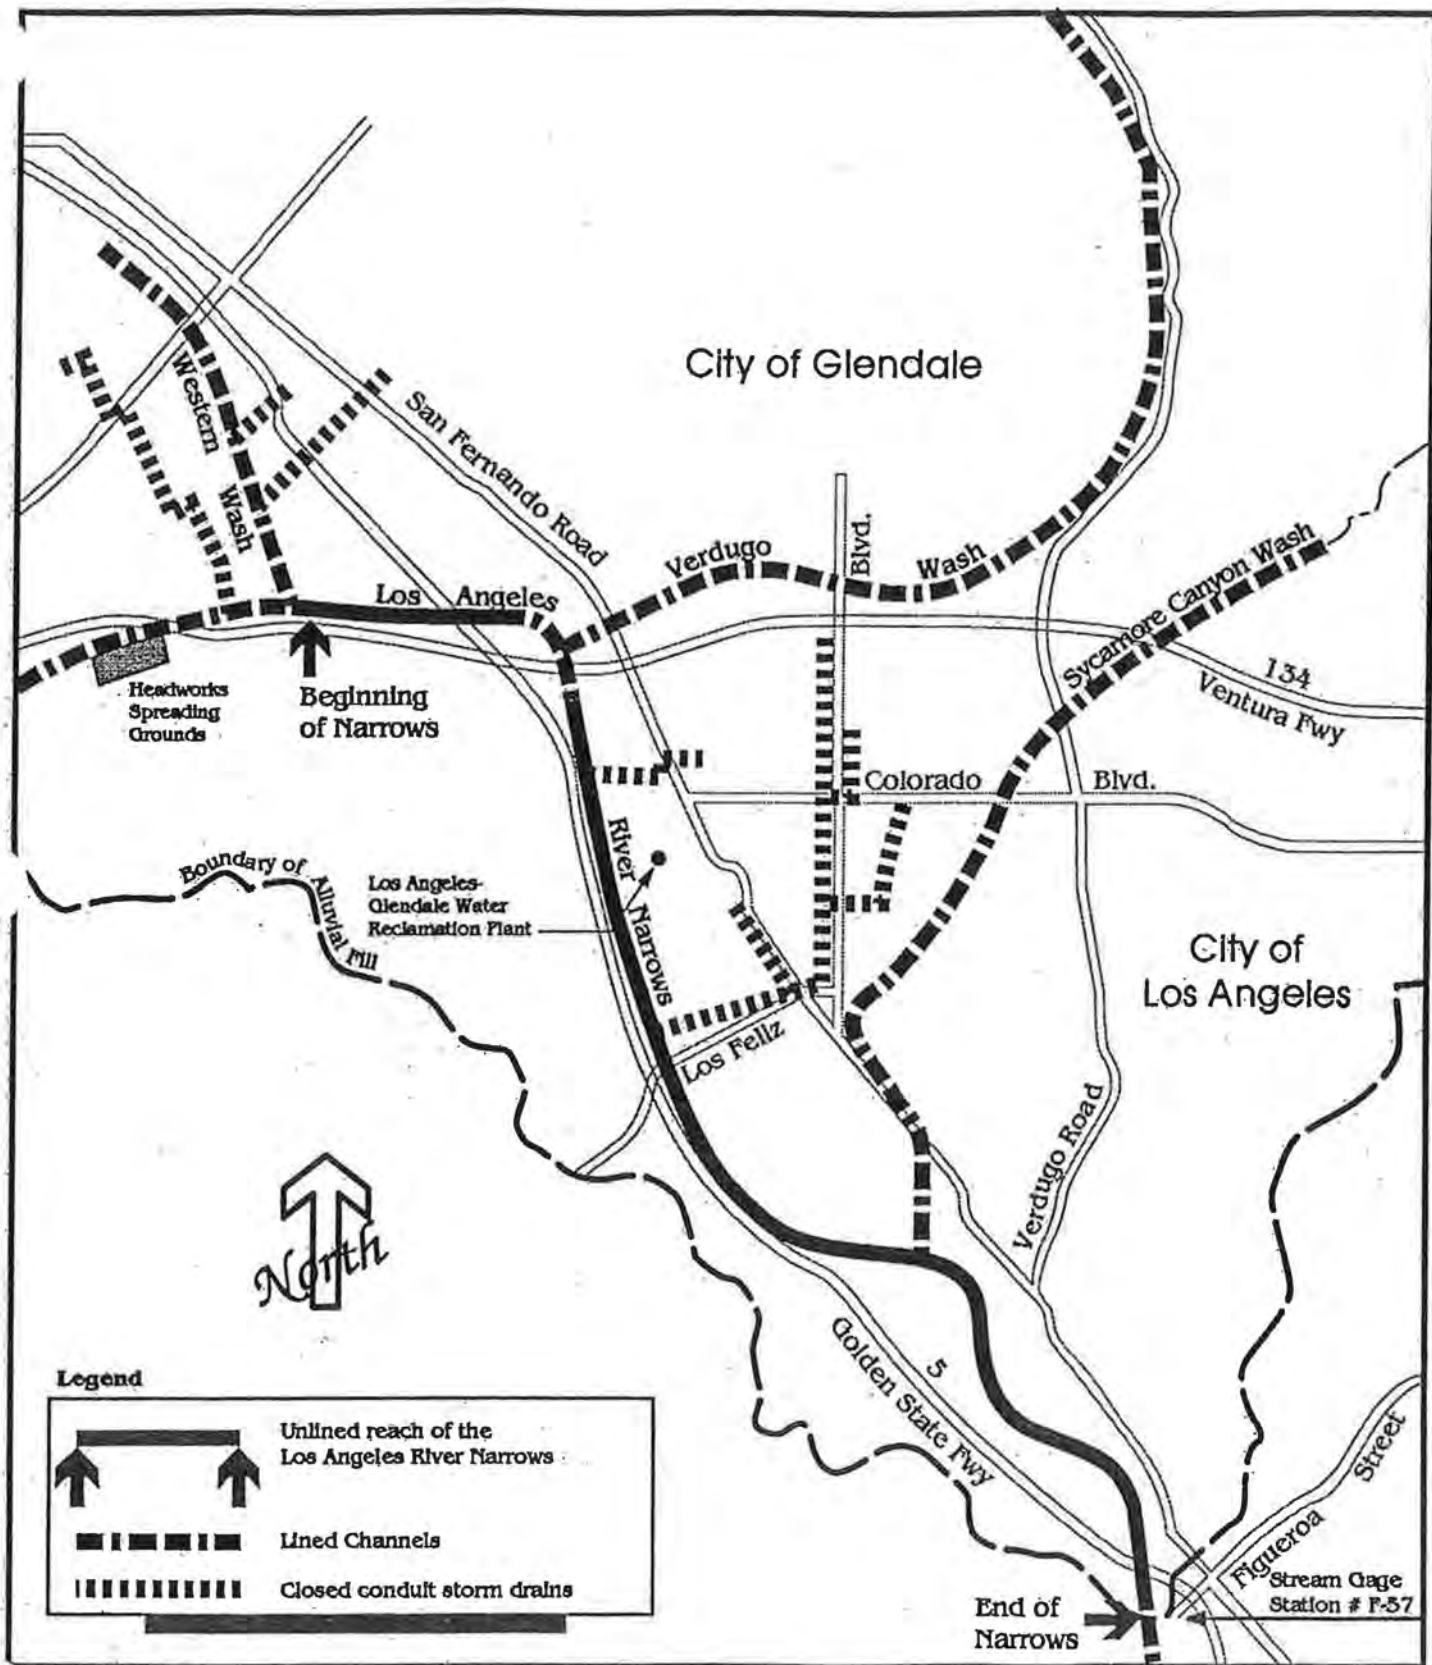 City of Glendale
Western
Wash
San Fernando Road
Verdugo
Wash
Blvd.
Los Angeles
Sycamore Canyon Wash
134
Ventura Fwy
Headworks
Spreading
Grounds
Beginning
of Narrows
Colorado
Blvd.
River Narrows
Boundary of Alluvial Fill
Los Angeles-
Glendale Water
Reclamation Plant
City of
Los Angeles
Los Feliz
Verdugo Road
North
5
Golden State Fwy
Legend
Unlined reach of the
Los Angeles River Narrows
Lined Channels
Closed conduit storm drains
Figueroa Street
Stream Gage
Station # F-57
End of
Narrows